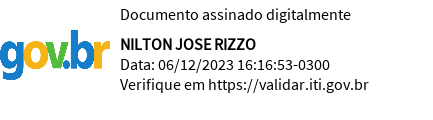 Documento assinado digitalmente
gov.br
NILTON JOSE RIZZO
Data: 06/12/2023 16:16:53-0300
Verifique em https://validar.iti.gov.br